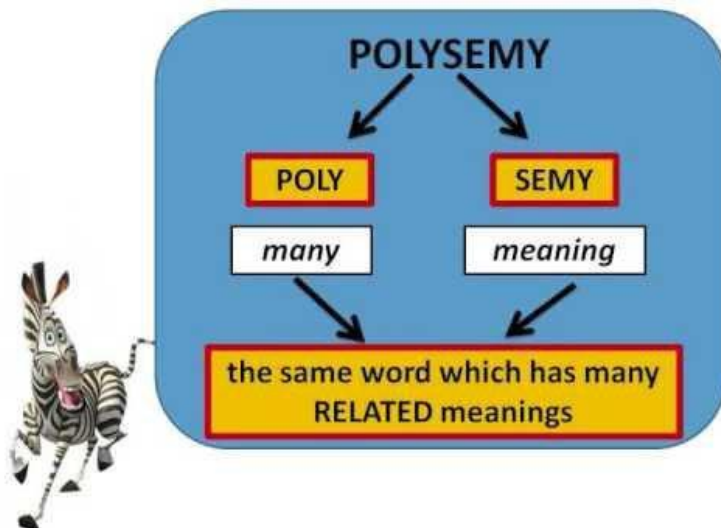 POLYSEMY
POLY
SEMY
many
meaning
the same word which has many
RELATED meanings